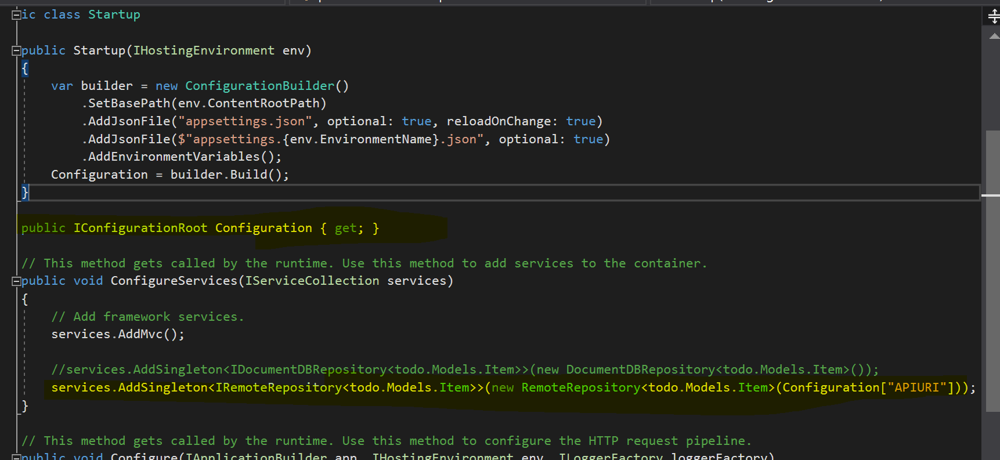 ic class Startup
public Startup(IHostingEnvironment env)
{
var builder = new ConfigurationBuilder()
.SetBasePath(env.ContentRootPath)
.AddJsonFile("appsettings.json", optional: true, reloadOnChange: true)
.AddJsonFile($"appsettings.{env.EnvironmentName}.json", optional: true)
.AddEnvironmentVariables();
Configuration = builder.Build();
}
public IConfigurationRoot Configuration { get; }
// This method gets called by the runtime. Use this method to add services to the container.
public void ConfigureServices(IServiceCollection services)
{
// Add framework services.
services.AddMvc();
//services.AddSingleton<IDocumentDBRepository<todo.Models.Item>>(new DocumentDBRepository<todo.Models.Item>());
services.AddSingleton<IRemoteRepository<todo.Models.Item>>(new RemoteRepository<todo.Models.Item>(Configuration["APIURI"]));
}
// This method gets called by the runtime. Use this method to configure the HTTP request pipeline.
public void Configure(IApplicationBuilder app, IHostingEnvironment env, ILoggerFactory loggerFactory)